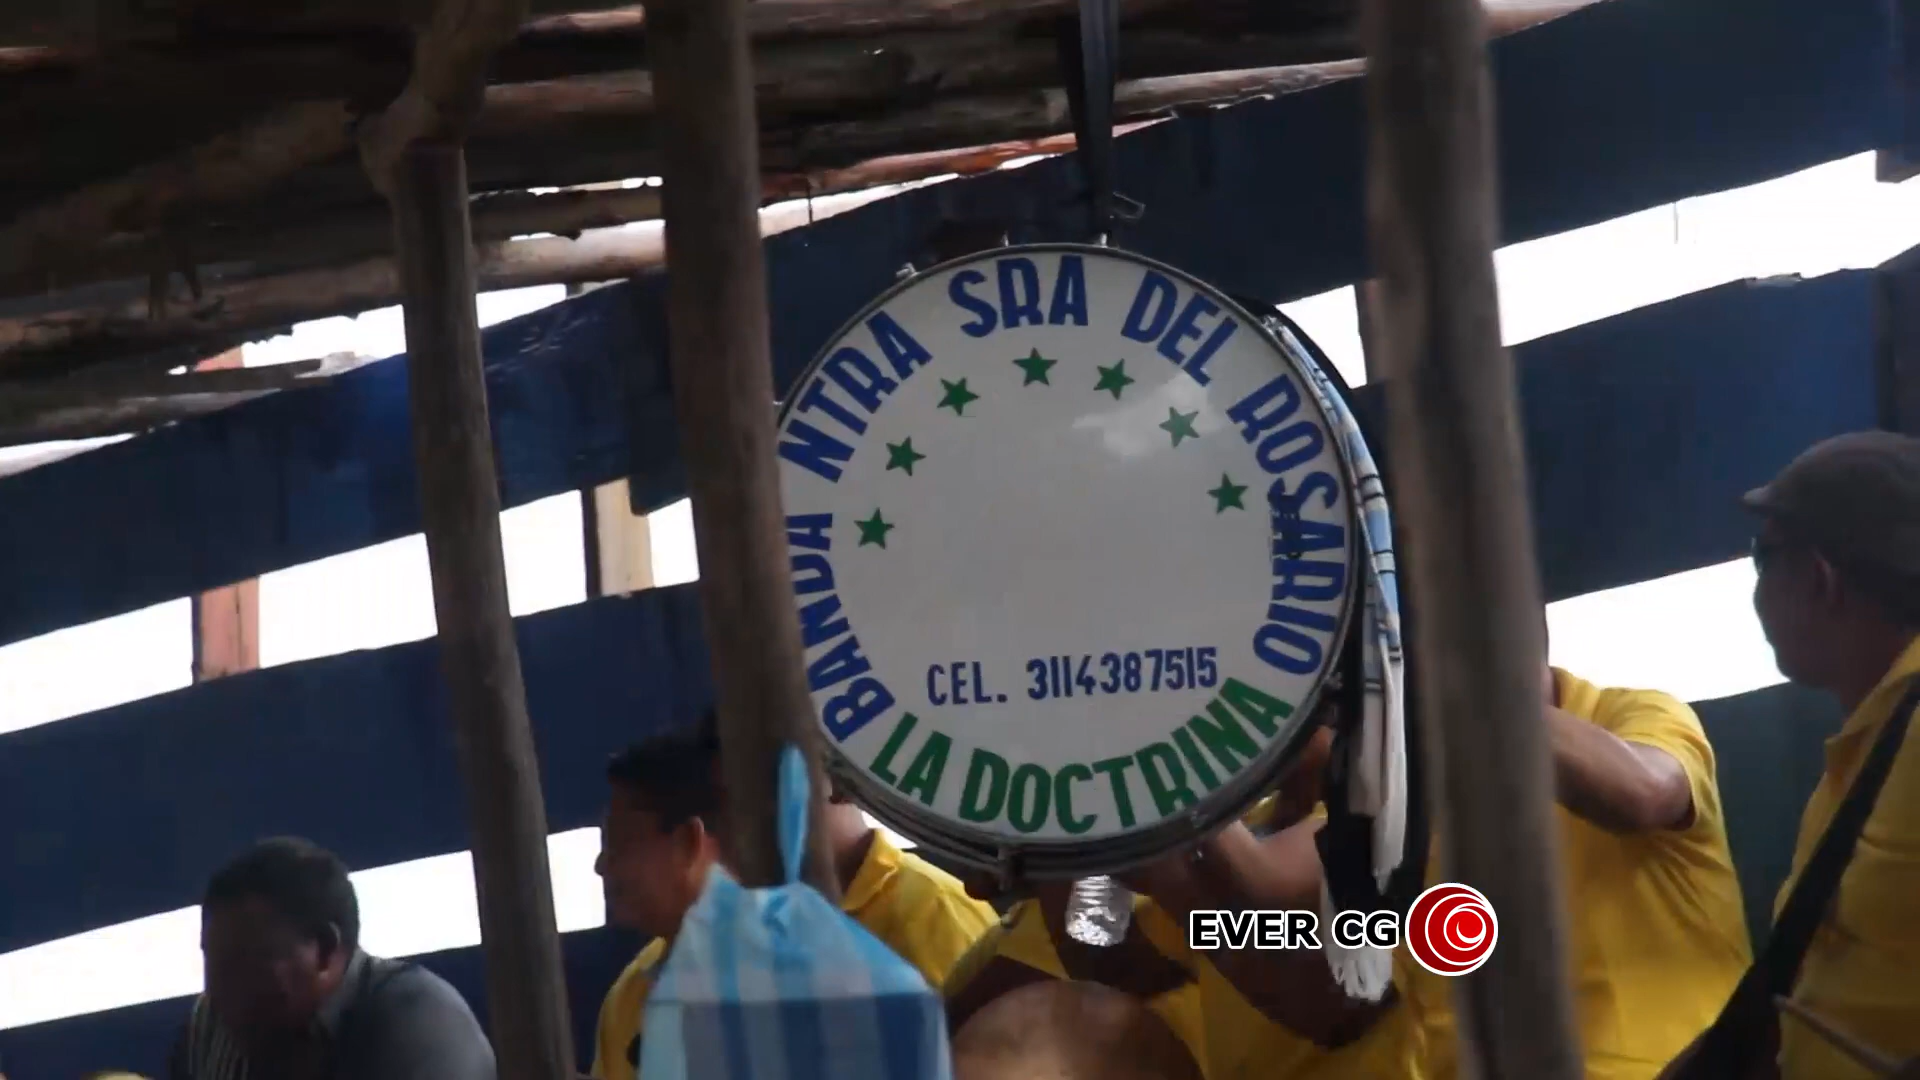 BANDA NTRA SRA DEL ROSARIO
CEL. 3114387515
LA DOCTRINA
EVER CG